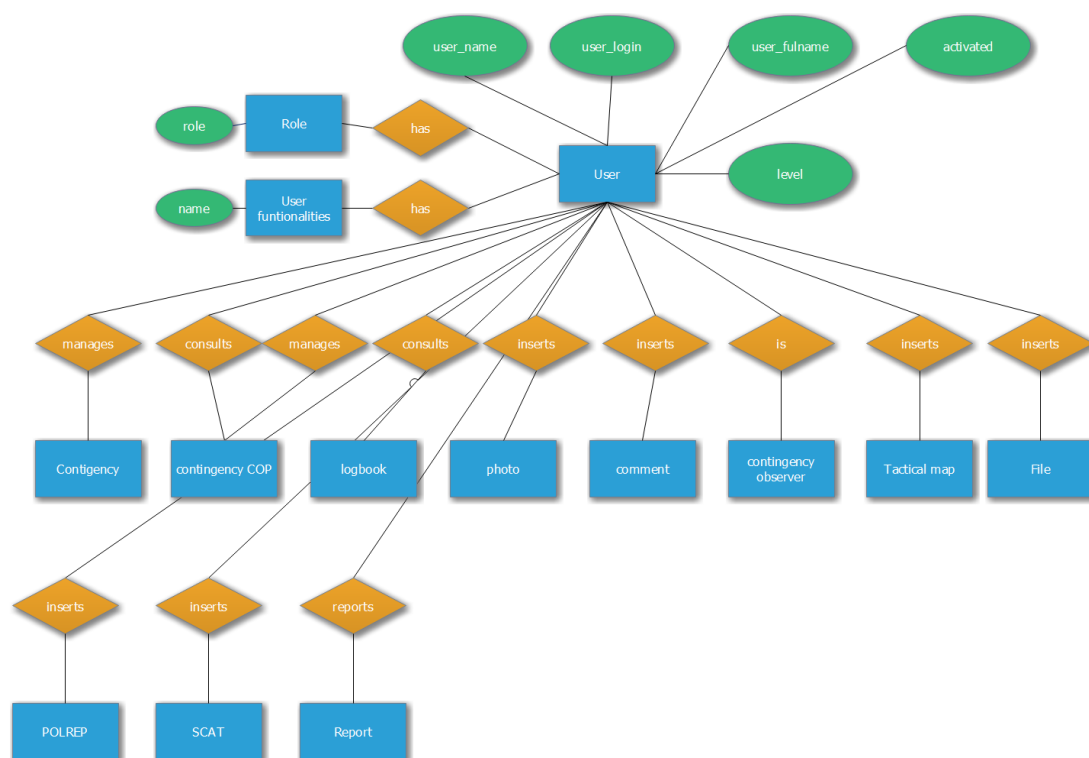 user_name
user_login
user_fulname
activated
role
Role
has
User
level
name
User
funtionalities
has
manages
consults
manages
consults
inserts
inserts
is
inserts
inserts
Contigency
contingency COP
logbook
photo
comment
contingency
observer
Tactical map
File
inserts
inserts
reports
POLREP
SCAT
Report